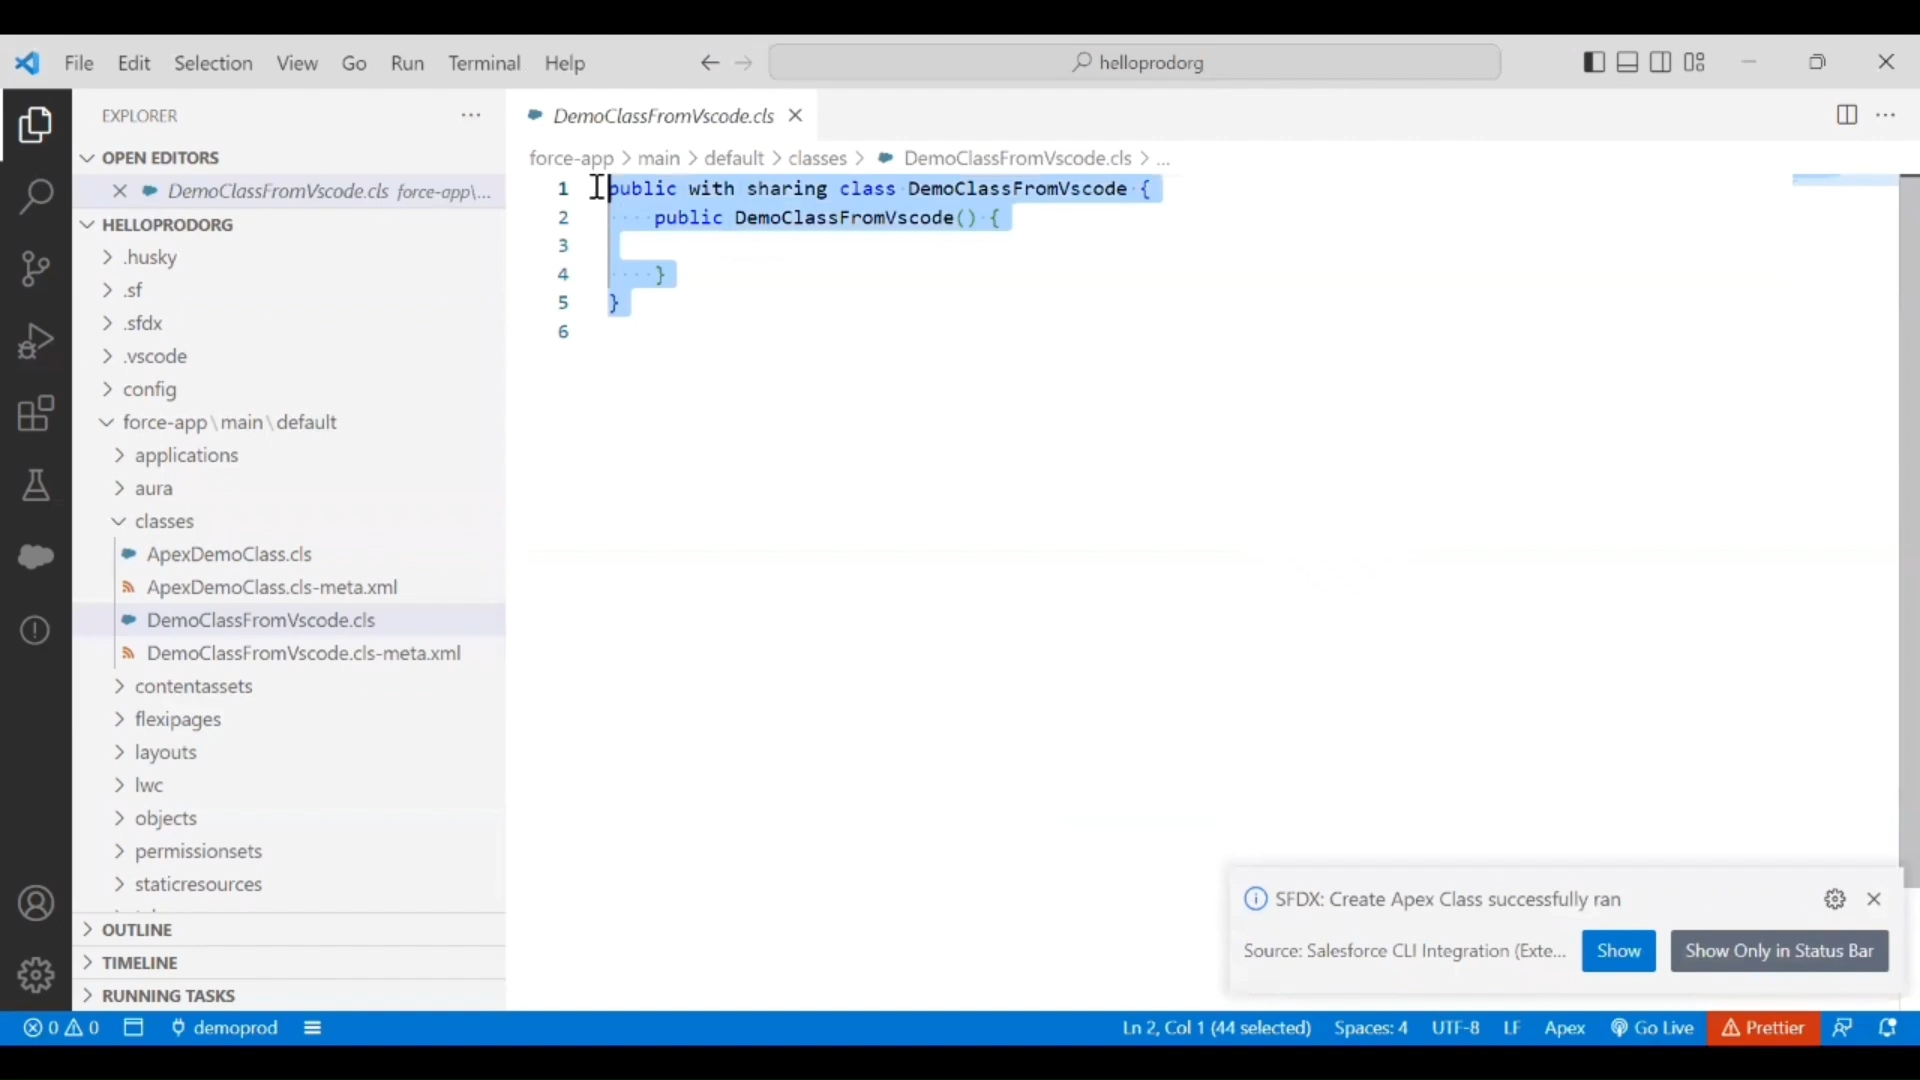 File Edit Selection View Go Run Terminal Help
helloprodorg
EXPLORER
OPEN EDITORS
DemoClassFromVscode.cls force-app\...
HELLOPRODORG
.husky
.sf
.sfdx
.vscode
config
force-app\main\default
applications
aura
classes
ApexDemoClass.cls
ApexDemoClass.cls-meta.xml
DemoClassFromVscode.cls
DemoClassFromVscode.cls-meta.xml
contentassets
flexipages
layouts
lwc
objects
permissionsets
staticresources
OUTLINE
TIMELINE
RUNNING TASKS
DemoClassFromVscode.cls
force-app > main > default > classes > DemoClassFromVscode.cls > ...
1 public with sharing class DemoClassFromVscode {
2 public DemoClassFromVscode() {
3
4 }
5 }
6
SFDX: Create Apex Class successfully ran
Source: Salesforce CLI Integration (Exte... Show Show Only in Status Bar
0 0 demoprod Ln 2, Col 1 (44 selected) Spaces: 4 UTF-8 LF Apex Go Live Prettier